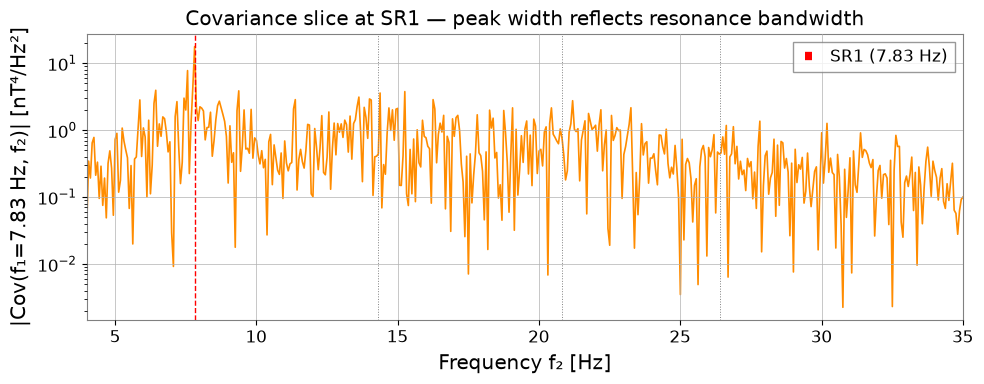 Covariance slice at SR1 — peak width reflects resonance bandwidth
|Cov(f₁=7.83 Hz, f₂)| [nT⁴/Hz²]
10¹
10⁰
10⁻¹
10⁻²
SR1 (7.83 Hz)
5 10 15 20 25 30 35
Frequency f₂ [Hz]